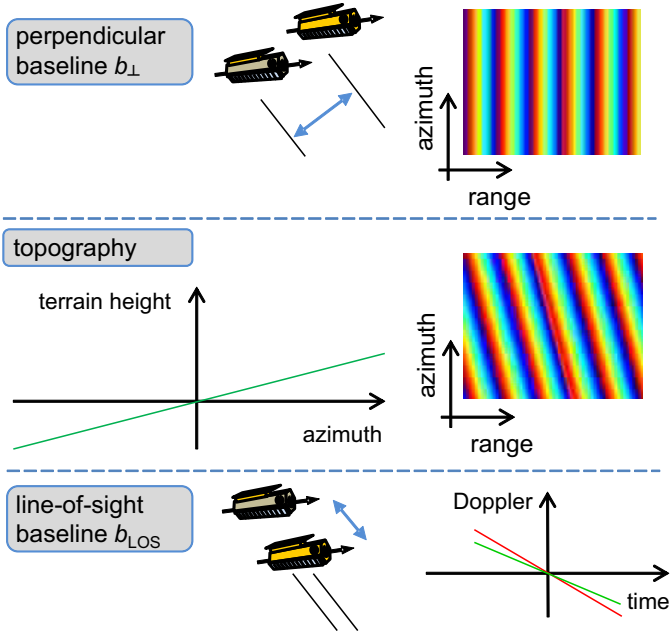 perpendicular
baseline b⊥
azimuth
range
topography
terrain height
azimuth
azimuth
range
line-of-sight
baseline bLOS
Doppler
time